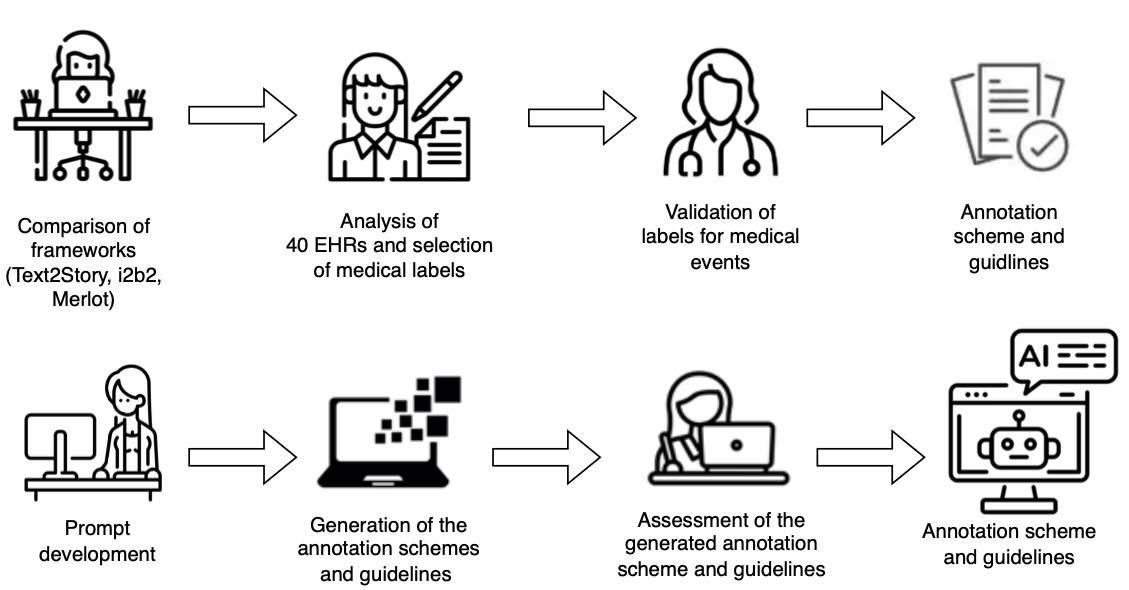 Comparison of
frameworks
(Text2Story, i2b2,
Merlot)
Analysis of
40 EHRs and selection
of medical labels
Validation of
labels for medical
events
Annotation
scheme and
guidlines
AI
Prompt
development
Generation of the
annotation schemes
and guidelines
Assessment of the
generated annotation
scheme and guidelines
Annotation scheme
and guidelines